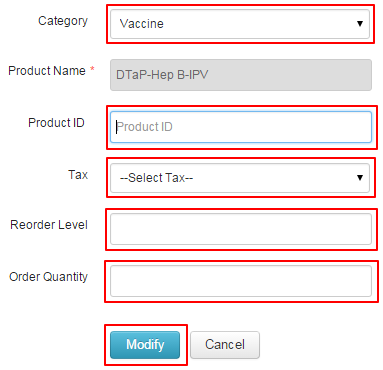 Category Vaccine
Product Name * DTaP-Hep B-IPV
Product ID Product ID
Tax --Select Tax--
Reorder Level
Order Quantity
Modify Cancel